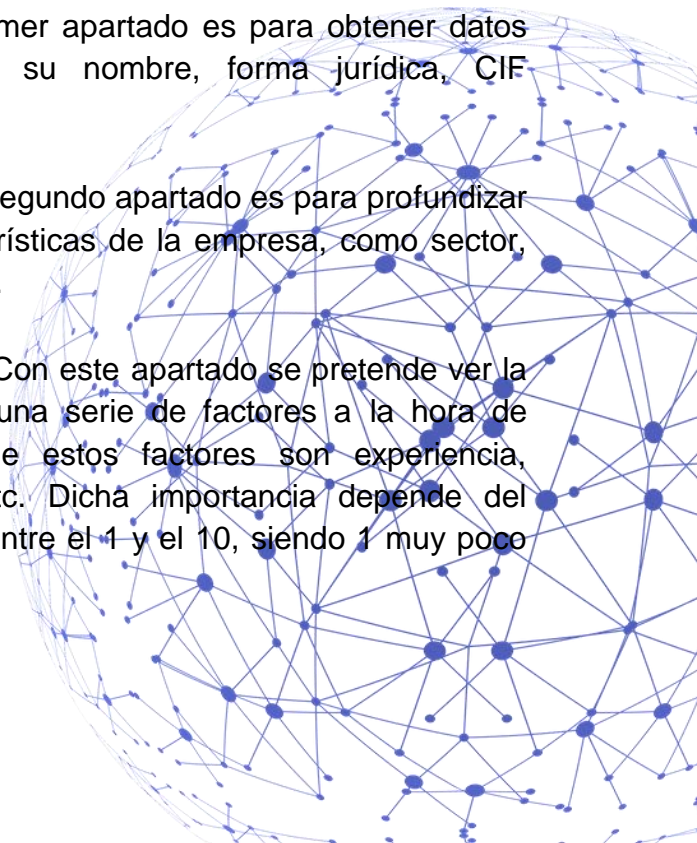 mer apartado es para obtener datos
su nombre, forma jurídica, CIF
egundo apartado es para profundizar
rísticas de la empresa, como sector,
Con este apartado se pretende ver la
una serie de factores a la hora de
e estos factores son experiencia,
tc. Dicha importancia depende del
entre el 1 y el 10, siendo 1 muy poco